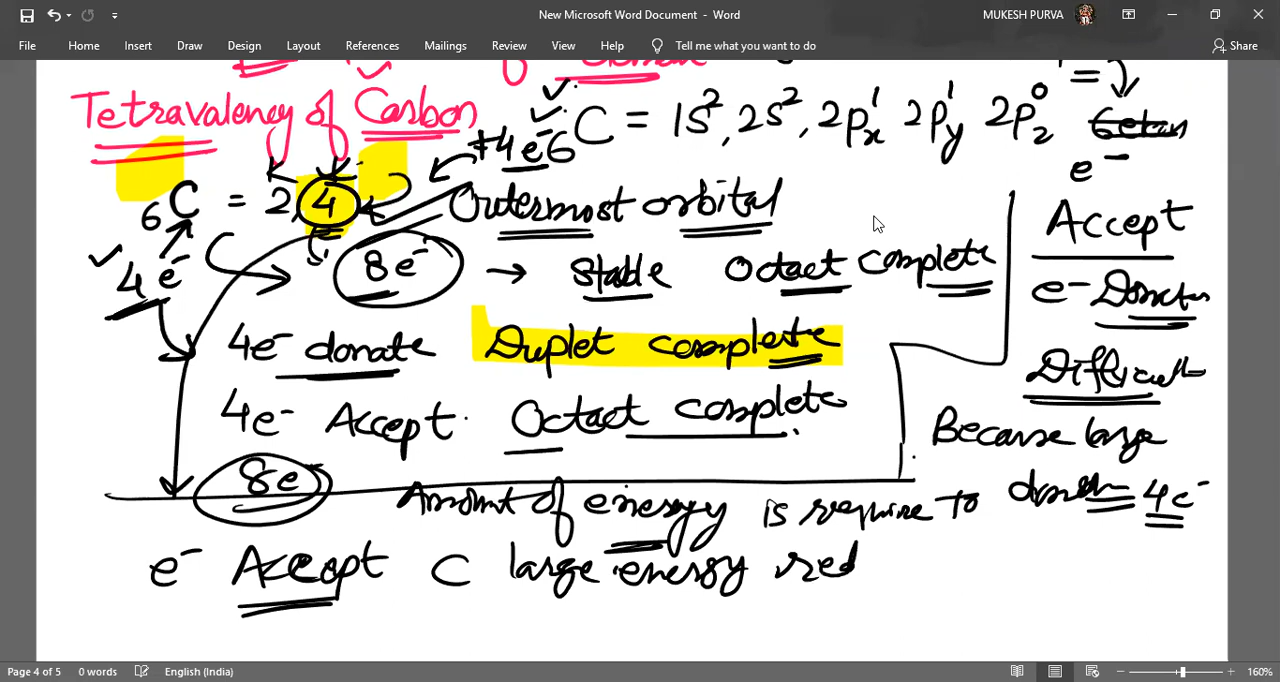 New Microsoft Word Document - Word
MUKESH PURVA
File Home Insert Draw Design Layout References Mailings Review View Help Tell me what you want to do Share
Tetravalency of Carbon
6C = 1S², 2S², 2px¹ 2py¹ 2pz⁰
+4e⁻
e⁻
6C = 2, 4
Outermost orbital
4e⁻
8e⁻ → Stable Octact complete
Accept
e⁻ Donate
Difficult
4e⁻ donate Duplet complete
4e⁻ Accept Octact complete
Because large
8e
Amount of energy is require to donate 4e⁻
e⁻ Accept C large energy red
Page 4 of 5 0 words English (India) 160%